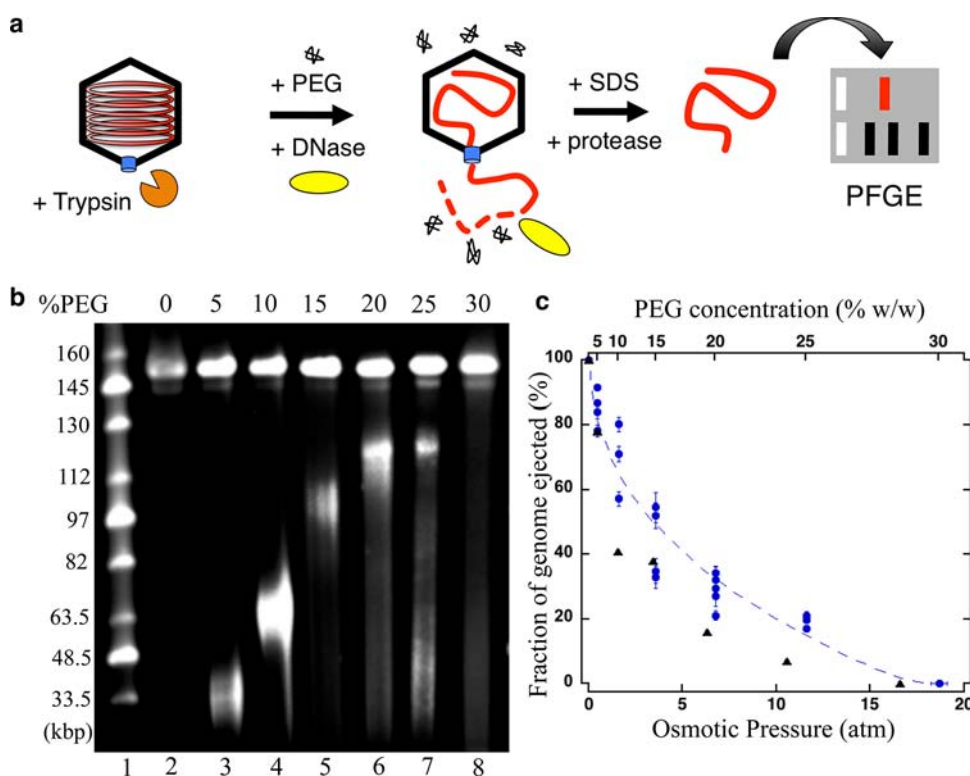 a
+ PEG
+ DNase
+ Trypsin
+ SDS
+ protease
PFGE
b
%PEG 0 5 10 15 20 25 30
160
145
130
112
97
82
63.5
48.5
33.5
(kbp)
1 2 3 4 5 6 7 8
c
PEG concentration (% w/w)
5 10 15 20 25 30
Fraction of genome ejected (%)
100
80
60
40
20
0
0 5 10 15 20
Osmotic Pressure (atm)